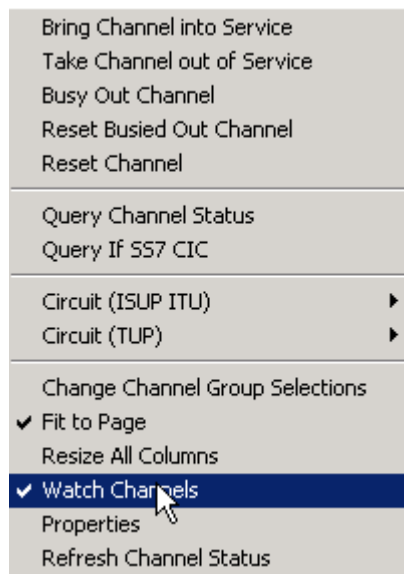 Bring Channel into Service
Take Channel out of Service
Busy Out Channel
Reset Busied Out Channel
Reset Channel
Query Channel Status
Query If SS7 CIC
Circuit (ISUP ITU)
Circuit (TUP)
Change Channel Group Selections
Fit to Page
Resize All Columns
Watch Channels
Properties
Refresh Channel Status